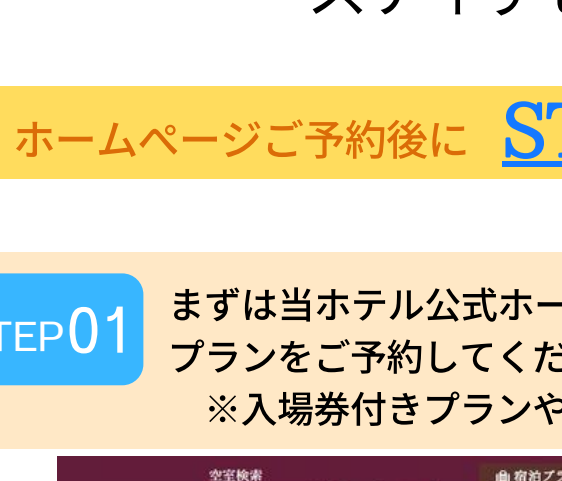 ホームページご予約後に
まずは当ホテル公式ホー
TEP01
プランをご予約してくだ
※入場券付きプランや
空室検索
宿泊プラ